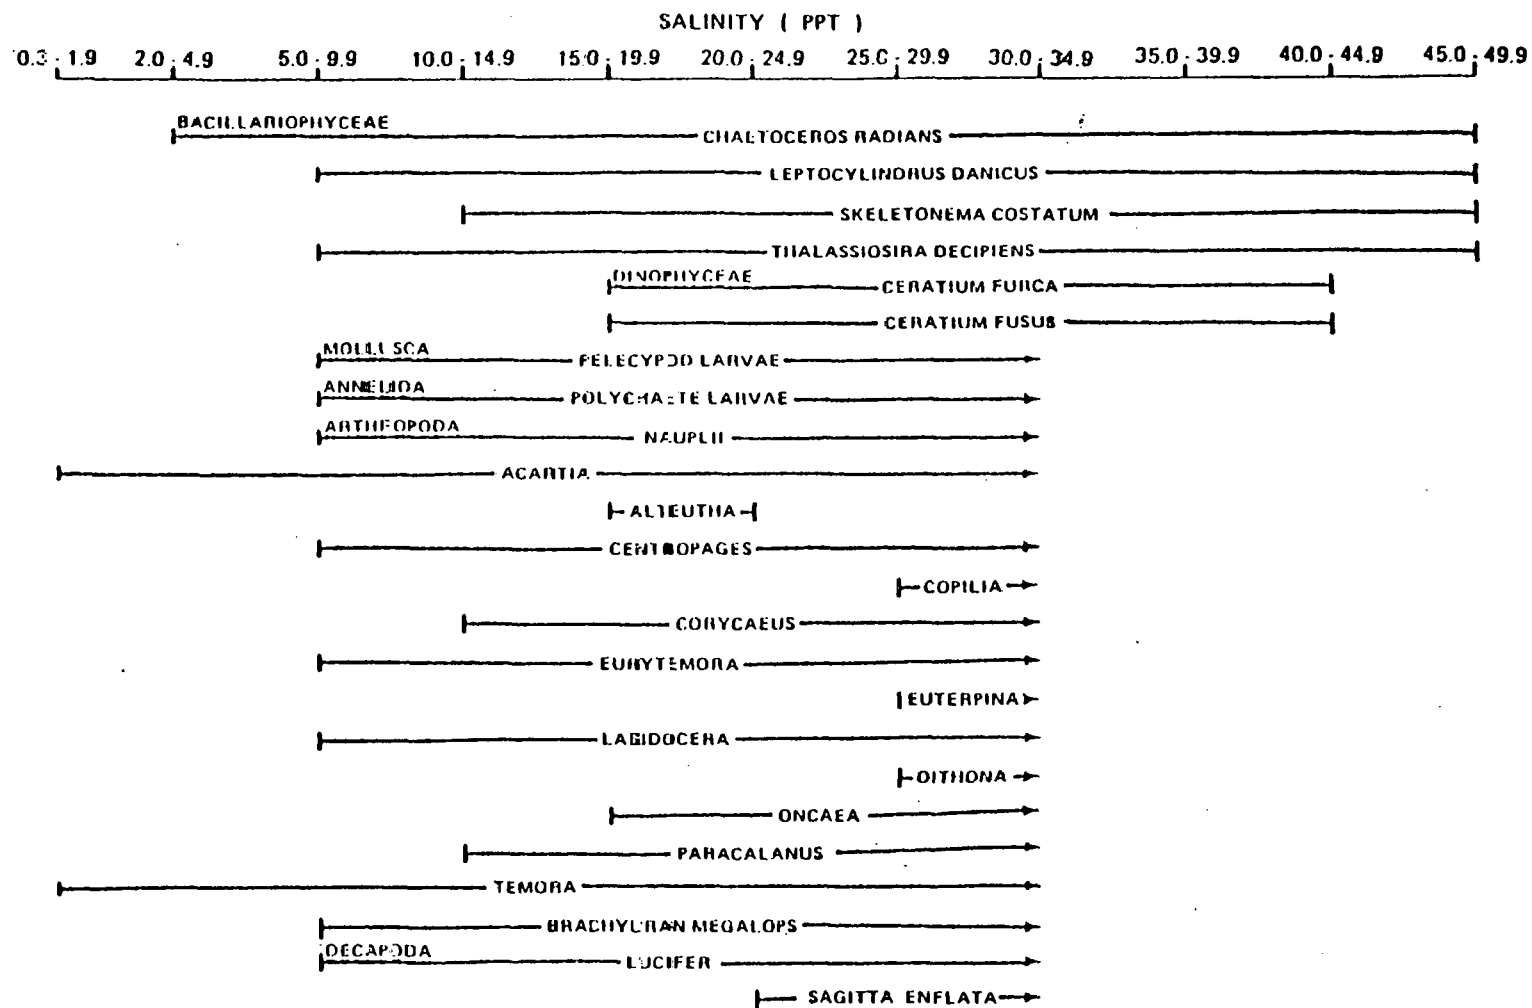 SALINITY ( PPT )
0.3 - 1.9 2.0 - 4.9 5.0 - 9.9 10.0 - 14.9 15.0 - 19.9 20.0 - 24.9 25.0 - 29.9 30.0 - 34.9 35.0 - 39.9 40.0 - 44.9 45.0 - 49.9
BACILLARIOPHYCEAE
CHAETOCEROS RADIANS
LEPTOCYLINDRUS DANICUS
SKELETONEMA COSTATUM
THALASSIOSIRA DECIPIENS
DINOPHYCEAE
CERATIUM FURCA
CERATIUM FUSUS
MOLLUSCA
PELECYPOD LARVAE
ANNELIDA
POLYCHAETE LARVAE
ARTHROPODA
NAUPLII
ACARTIA
ALTEUTHA
CENTROPAGES
COPILIA
CORYCAEUS
EURYTEMORA
EUTERPINA
LABIDOCERA
OITHONA
ONCAEA
PARACALANUS
TEMORA
BRACHYURAN MEGALOPS
DECAPODA
LUCIFER
SAGITTA ENFLATA